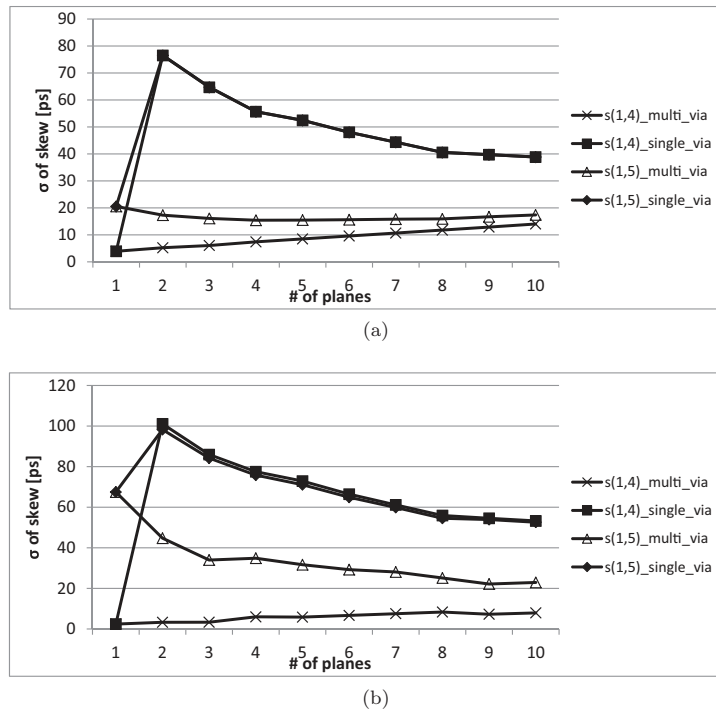 90
80
70
60
50
40
30
20
10
0
σ of skew [ps]
1 2 3 4 5 6 7 8 9 10
# of planes
s(1,4)_multi_via
s(1,4)_single_via
s(1,5)_multi_via
s(1,5)_single_via
(a)
120
100
80
60
40
20
0
σ of skew [ps]
1 2 3 4 5 6 7 8 9 10
# of planes
s(1,4)_multi_via
s(1,4)_single_via
s(1,5)_multi_via
s(1,5)_single_via
(b)